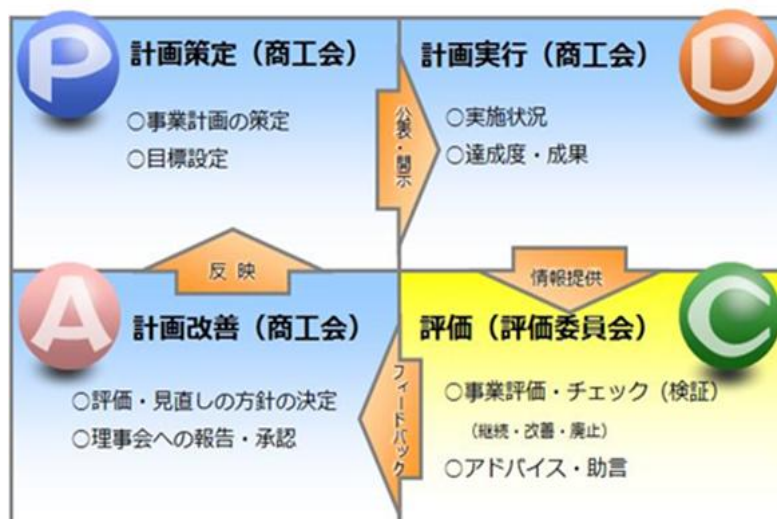 P
計画策定（商工会）
○事業計画の策定
○目標設定
公表・開示
計画実行（商工会）
D
○実施状況
○達成度・成果
反映
情報提供
A
計画改善（商工会）
○評価・見直しの方針の決定
○理事会への報告・承認
フィードバック
評価（評価委員会）
C
○事業評価・チェック（検証）
（継続・改善・廃止）
○アドバイス・助言